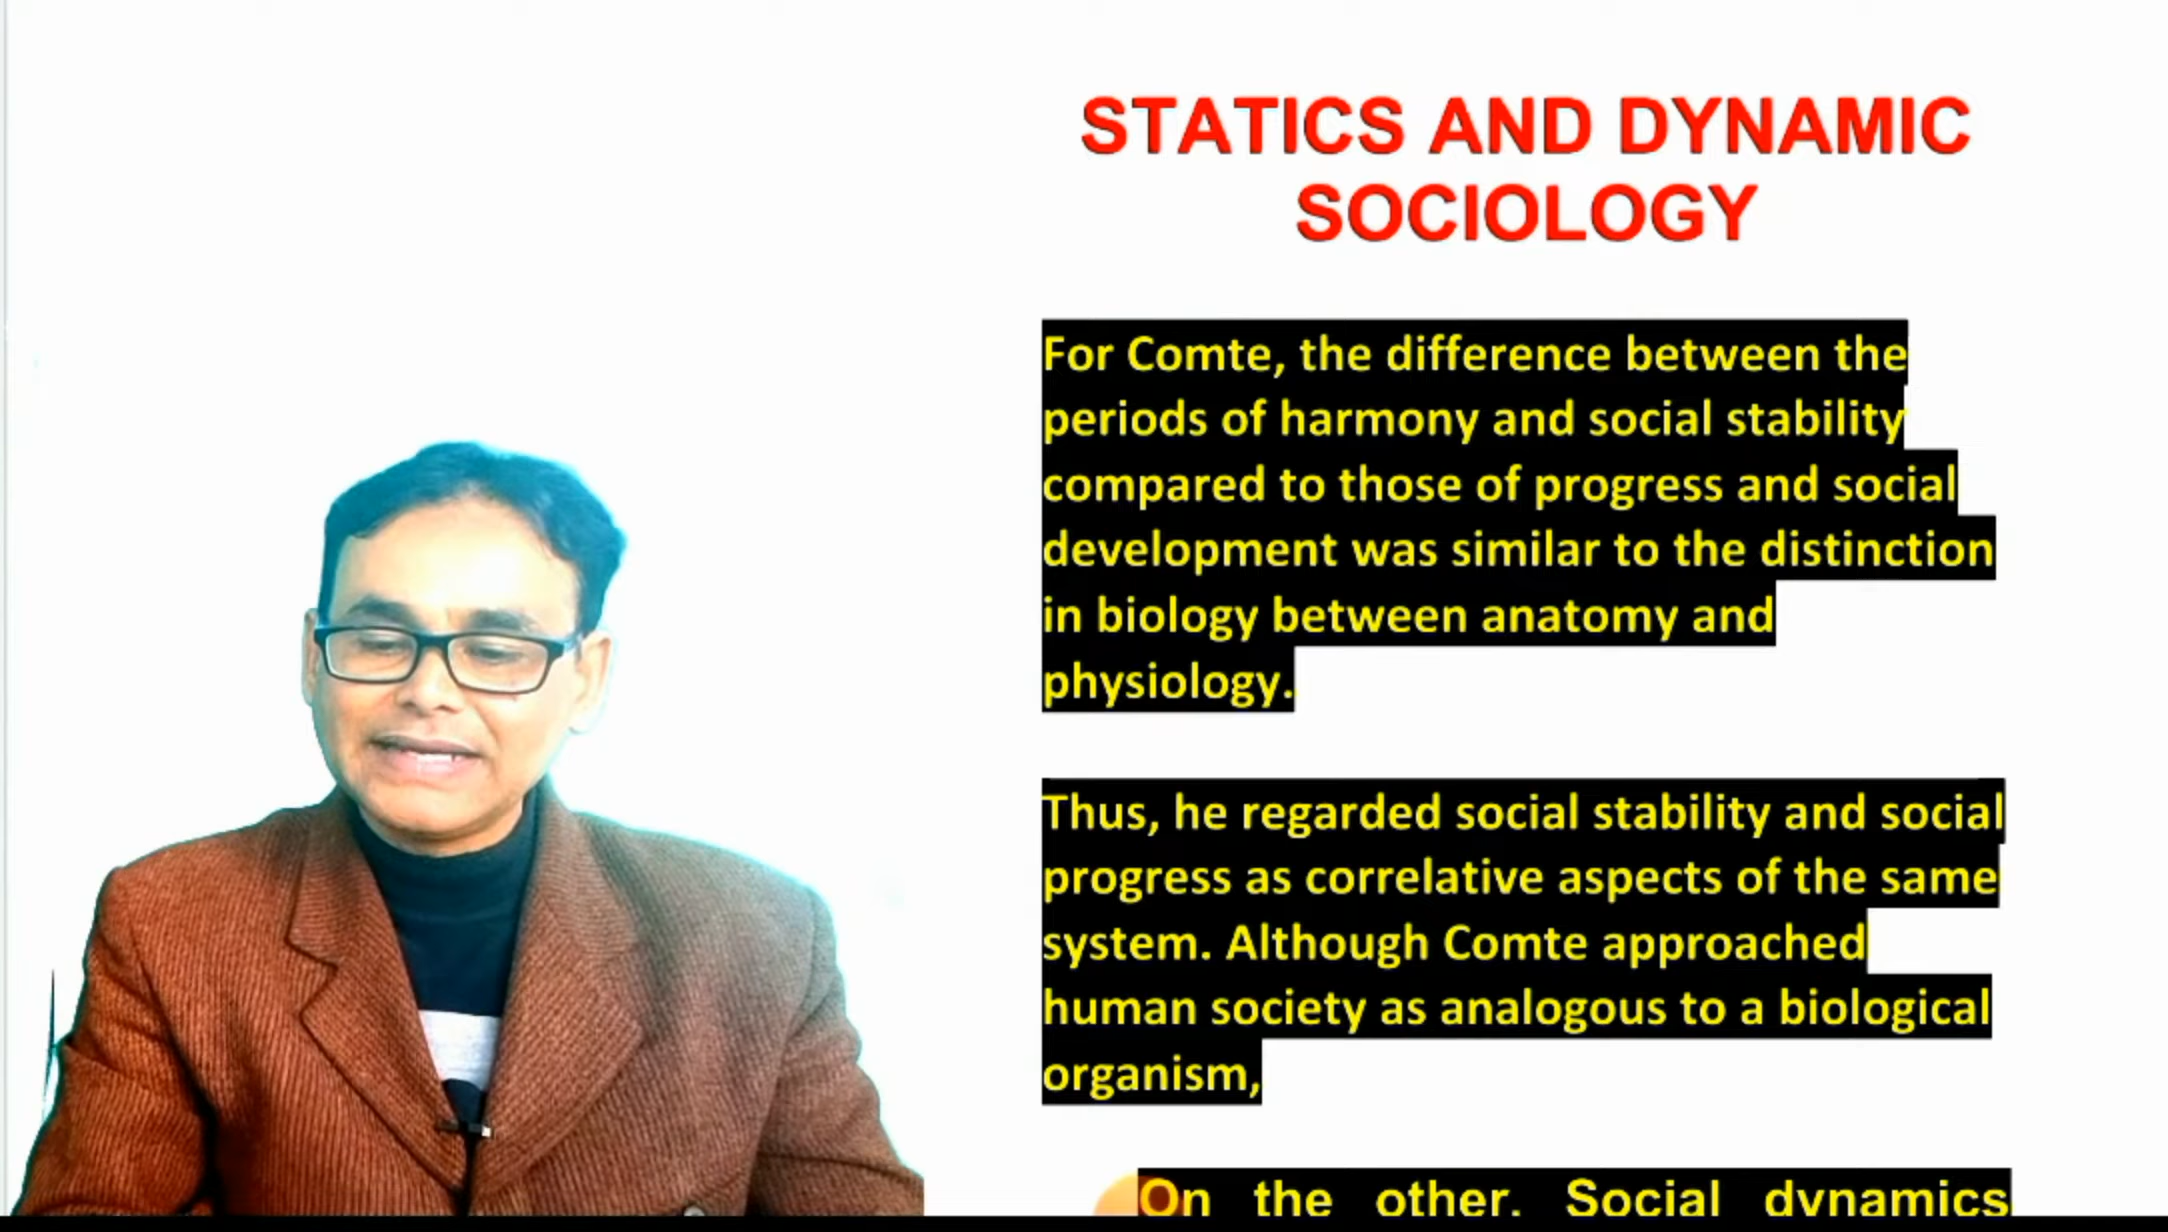 STATICS AND DYNAMIC
SOCIOLOGY
For Comte, the difference between the
periods of harmony and social stability
compared to those of progress and social
development was similar to the distinction
in biology between anatomy and
physiology.
Thus, he regarded social stability and social
progress as correlative aspects of the same
system. Although Comte approached
human society as analogous to a biological
organism,
On the other, Social dynamics